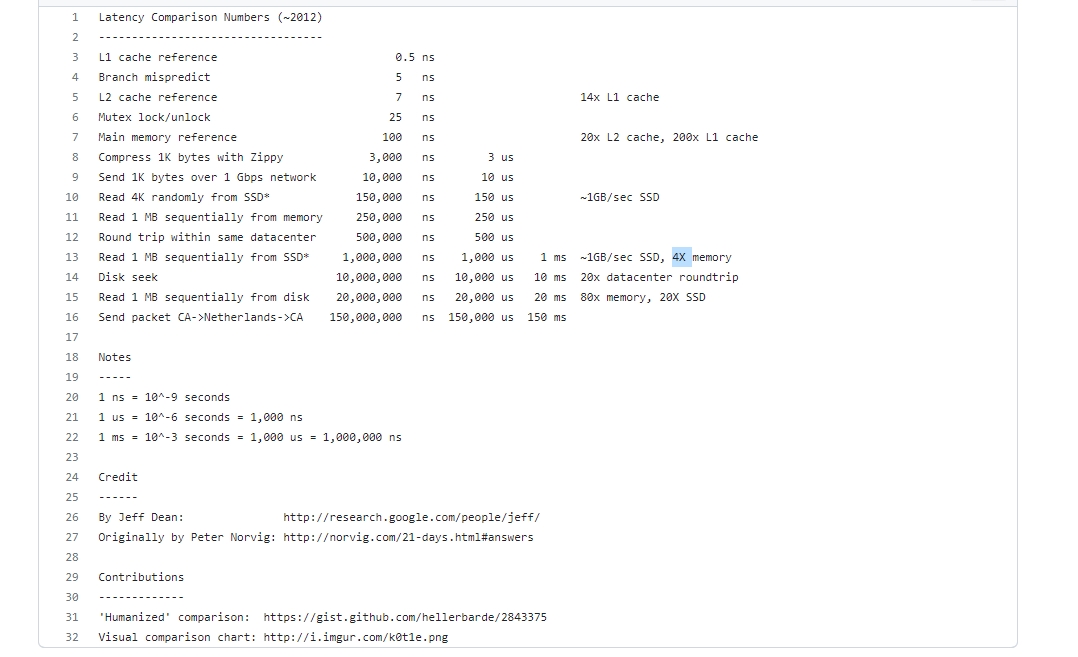 1 Latency Comparison Numbers (~2012)
2 ----------------------------------
3 L1 cache reference 0.5 ns
4 Branch mispredict 5 ns
5 L2 cache reference 7 ns 14x L1 cache
6 Mutex lock/unlock 25 ns
7 Main memory reference 100 ns 20x L2 cache, 200x L1 cache
8 Compress 1K bytes with Zippy 3,000 ns 3 us
9 Send 1K bytes over 1 Gbps network 10,000 ns 10 us
10 Read 4K randomly from SSD* 150,000 ns 150 us ~1GB/sec SSD
11 Read 1 MB sequentially from memory 250,000 ns 250 us
12 Round trip within same datacenter 500,000 ns 500 us
13 Read 1 MB sequentially from SSD* 1,000,000 ns 1,000 us 1 ms ~1GB/sec SSD, 4X memory
14 Disk seek 10,000,000 ns 10,000 us 10 ms 20x datacenter roundtrip
15 Read 1 MB sequentially from disk 20,000,000 ns 20,000 us 20 ms 80x memory, 20X SSD
16 Send packet CA->Netherlands->CA 150,000,000 ns 150,000 us 150 ms
17
18 Notes
19 -----
20 1 ns = 10^-9 seconds
21 1 us = 10^-6 seconds = 1,000 ns
22 1 ms = 10^-3 seconds = 1,000 us = 1,000,000 ns
23
24 Credit
25 ------
26 By Jeff Dean: http://research.google.com/people/jeff/
27 Originally by Peter Norvig: http://norvig.com/21-days.html#answers
28
29 Contributions
30 -------------
31 'Humanized' comparison: https://gist.github.com/hellerbarde/2843375
32 Visual comparison chart: http://i.imgur.com/k0t1e.png